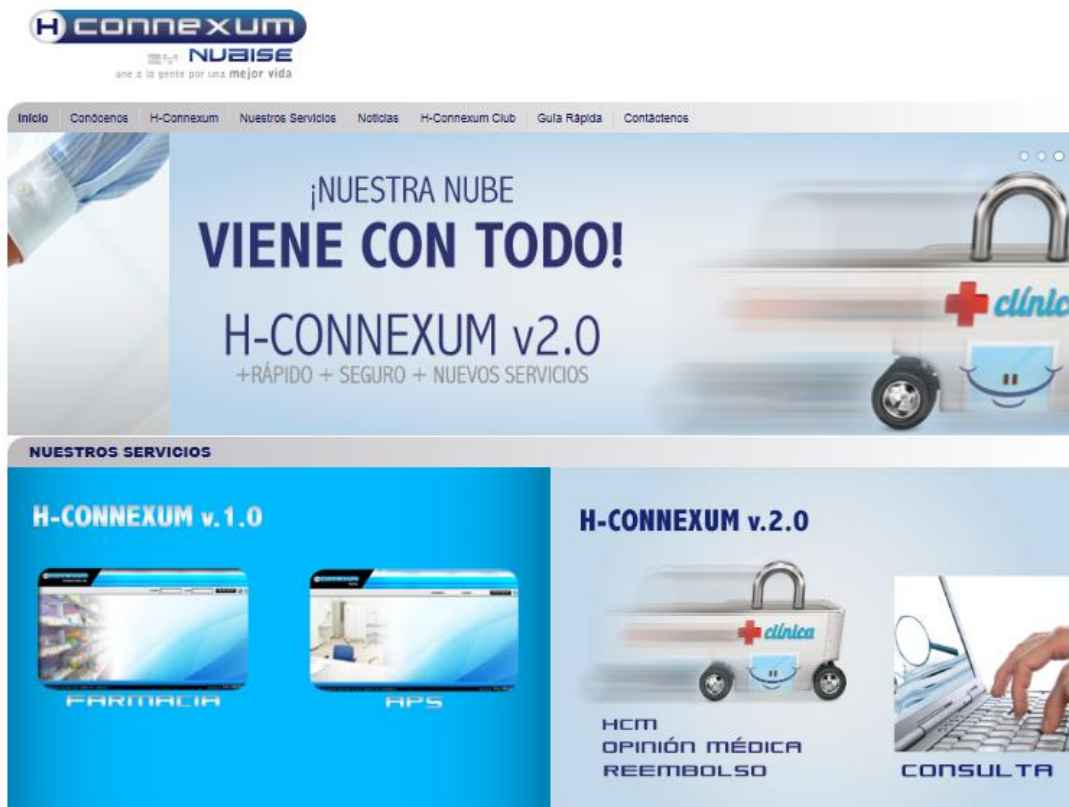 H connexum
BY NUBISE
une a la gente por una mejor vida
Inicio Conócenos H-Connexum Nuestros Servicios Noticias H-Connexum Club Guía Rápida Contáctenos
¡NUESTRA NUBE
VIENE CON TODO!
H-CONNEXUM v2.0
+RÁPIDO + SEGURO + NUEVOS SERVICIOS
clínic
NUESTROS SERVICIOS
H-CONNEXUM v.1.0
FARMACIA
APS
H-CONNEXUM v.2.0
clínica
HCM
OPINIÓN MÉDICA
REEMBOLSO
CONSULTA